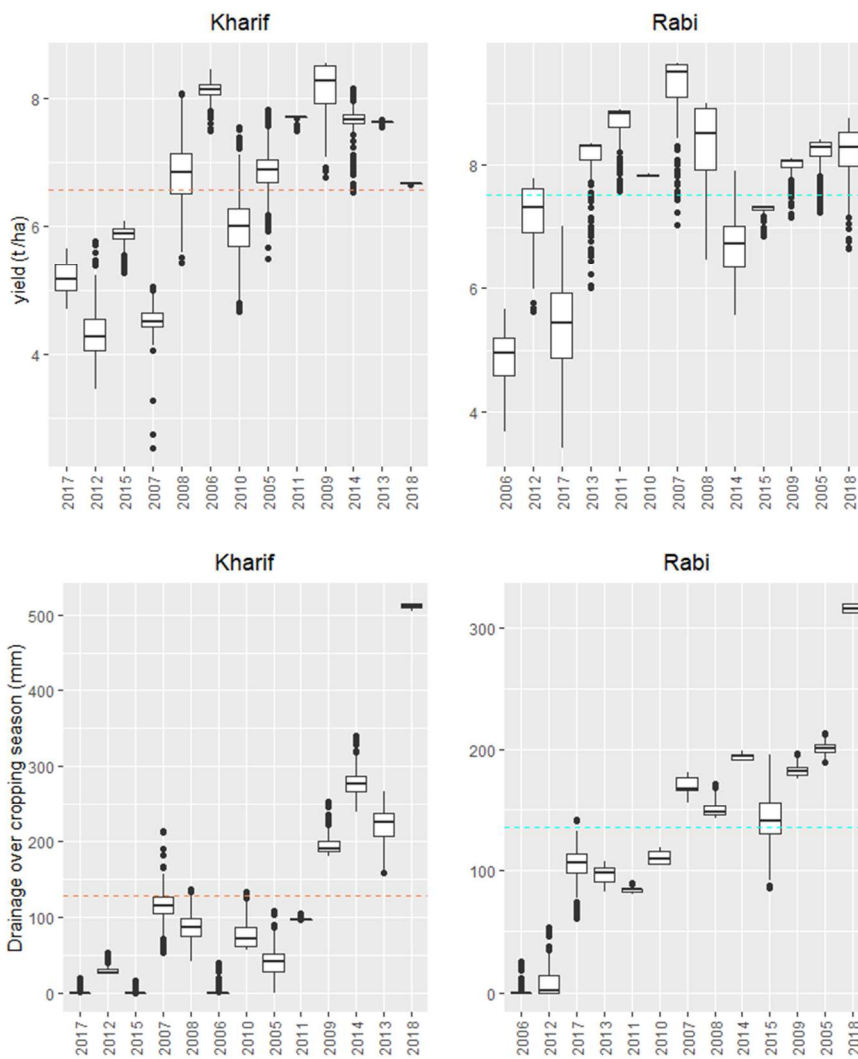 Kharif
Rabi
yield (t/ha)
8
6
4
8
6
4
2017 2012 2015 2007 2008 2006 2010 2005 2011 2009 2014 2013 2018
2006 2012 2017 2013 2011 2010 2007 2008 2014 2015 2009 2005 2018
Kharif
Rabi
Drainage over cropping season (mm)
500
400
300
200
100
0
300
200
100
0
2017 2012 2015 2007 2008 2006 2010 2005 2011 2009 2014 2013 2018
2006 2012 2017 2013 2011 2010 2007 2008 2014 2015 2009 2005 2018